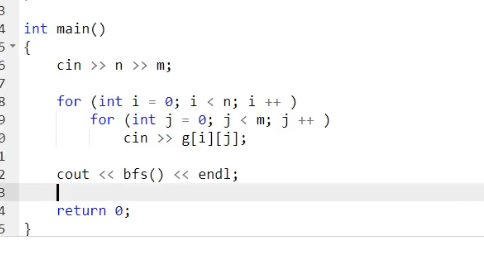 3
4 int main()
5 {
6     cin >> n >> m;
7
8     for (int i = 0; i < n; i ++ )
9         for (int j = 0; j < m; j ++ )
0             cin >> g[i][j];
1
2     cout << bfs() << endl;
3
4     return 0;
5 }